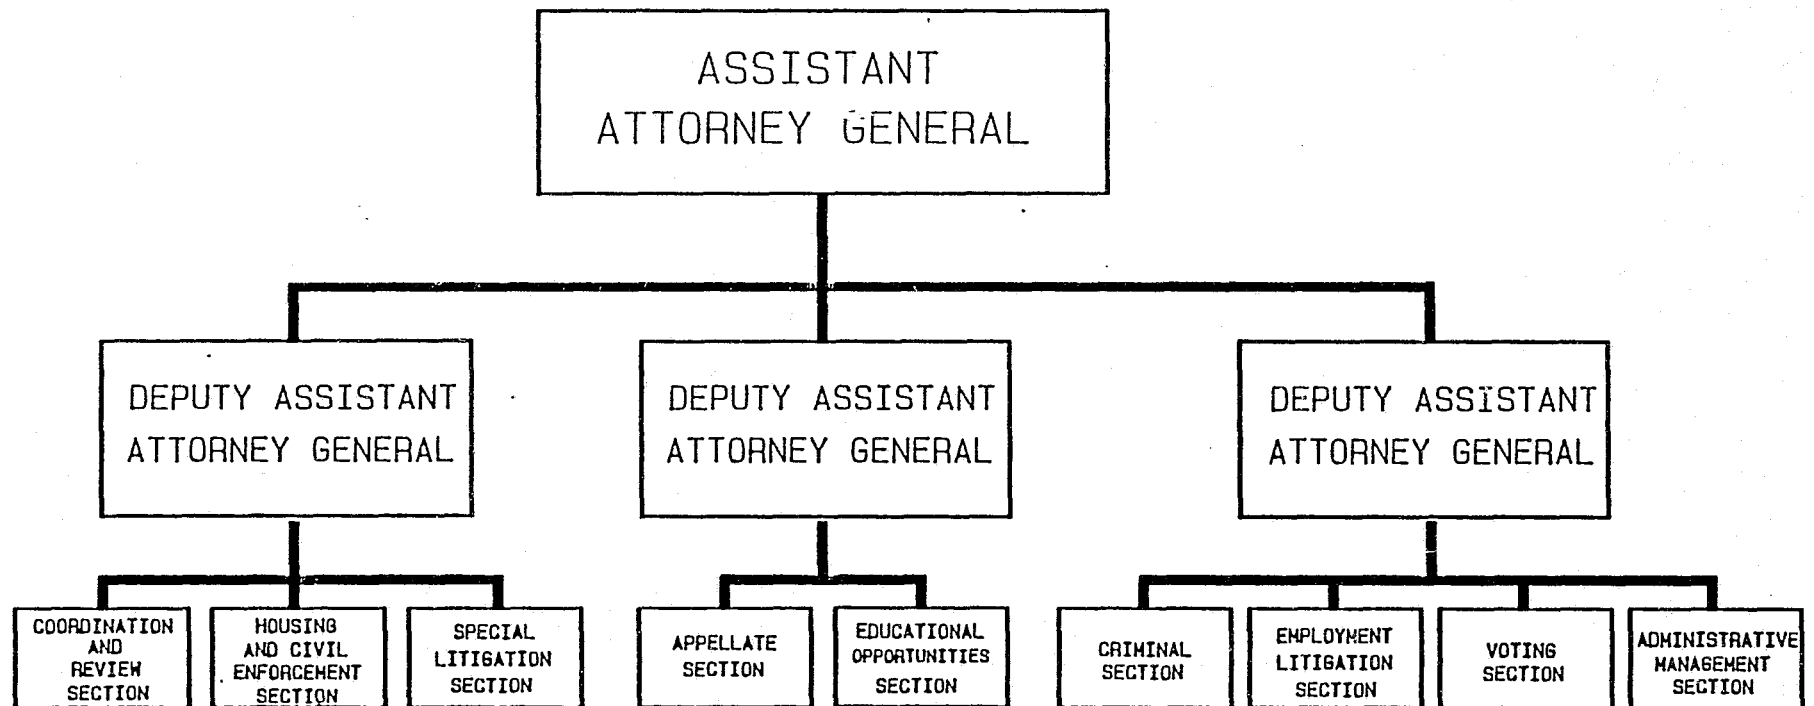 ASSISTANT
ATTORNEY GENERAL
DEPUTY ASSISTANT
ATTORNEY GENERAL
DEPUTY ASSISTANT
ATTORNEY GENERAL
DEPUTY ASSISTANT
ATTORNEY GENERAL
COORDINATION
AND
REVIEW
SECTION
HOUSING
AND CIVIL
ENFORCEMENT
SECTION
SPECIAL
LITIGATION
SECTION
APPELLATE
SECTION
EDUCATIONAL
OPPORTUNITIES
SECTION
CRIMINAL
SECTION
EMPLOYMENT
LITIGATION
SECTION
VOTING
SECTION
ADMINISTRATIVE
MANAGEMENT
SECTION